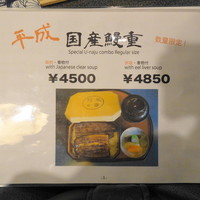 平成 国産鰻重 数量限定!
Special U-naju combo Regular size
with Japanese clear soup
¥4500
with eel liver soup
¥4850